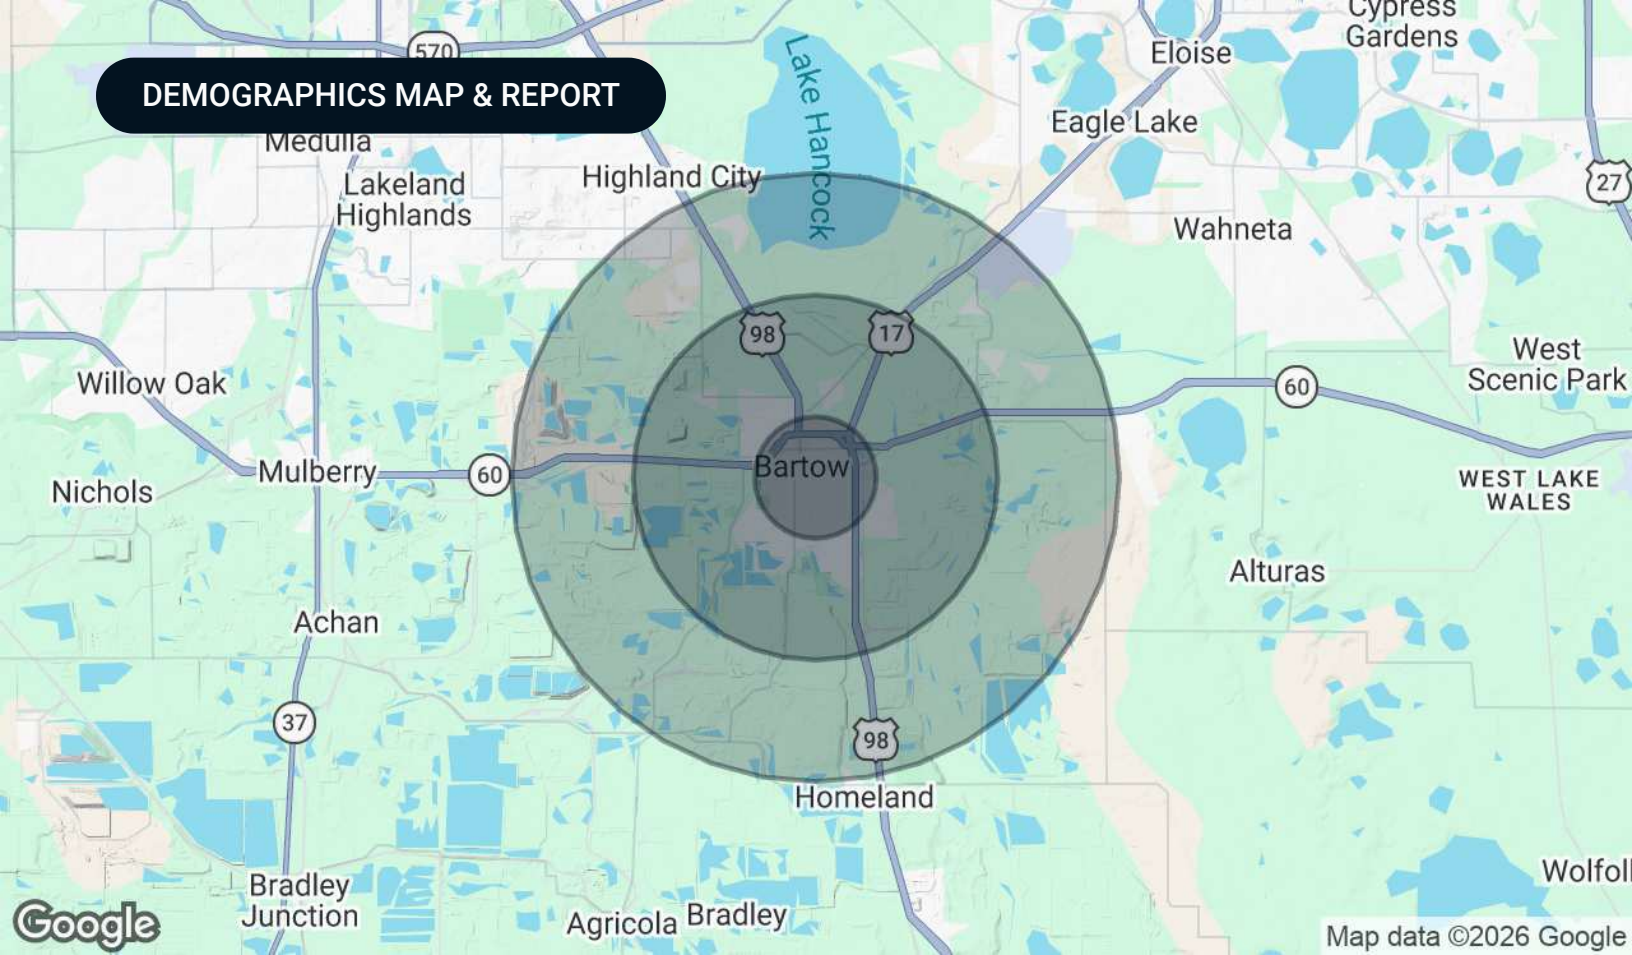 Cypress
Gardens
570
Eloise
DEMOGRAPHICS MAP & REPORT
Lake Hancock
Eagle Lake
Medulla
Highland City
Lakeland
Highlands
27
Wahneta
98
17
West
Scenic Park
Willow Oak
60
Bartow
Mulberry
60
Nichols
WEST LAKE
WALES
Alturas
Achan
37
98
Homeland
Bradley
Junction
Agricola
Bradley
Google
Map data ©2026 Google